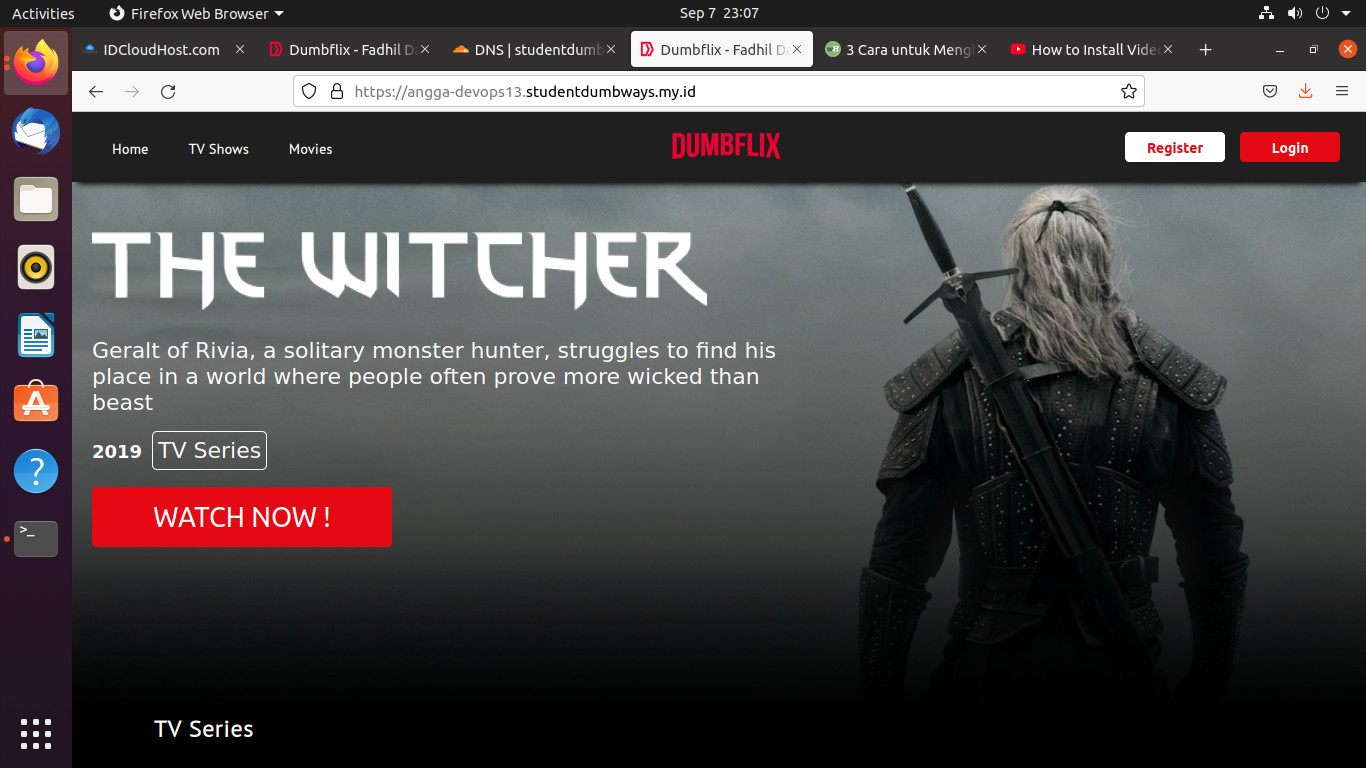 Activities
Firefox Web Browser
Sep 7 23:07
IDCloudHost.com
Dumbflix - Fadhil Da
DNS | studentdumb
Dumbflix - Fadhil Da
3 Cara untuk Meng
How to Install Vide
https://angga-devops13.studentdumbways.my.id
Home
TV Shows
Movies
DUMBFLIX
Register
Login
THE WITCHER
Geralt of Rivia, a solitary monster hunter, struggles to find his
place in a world where people often prove more wicked than
beast
2019 TV Series
WATCH NOW !
TV Series